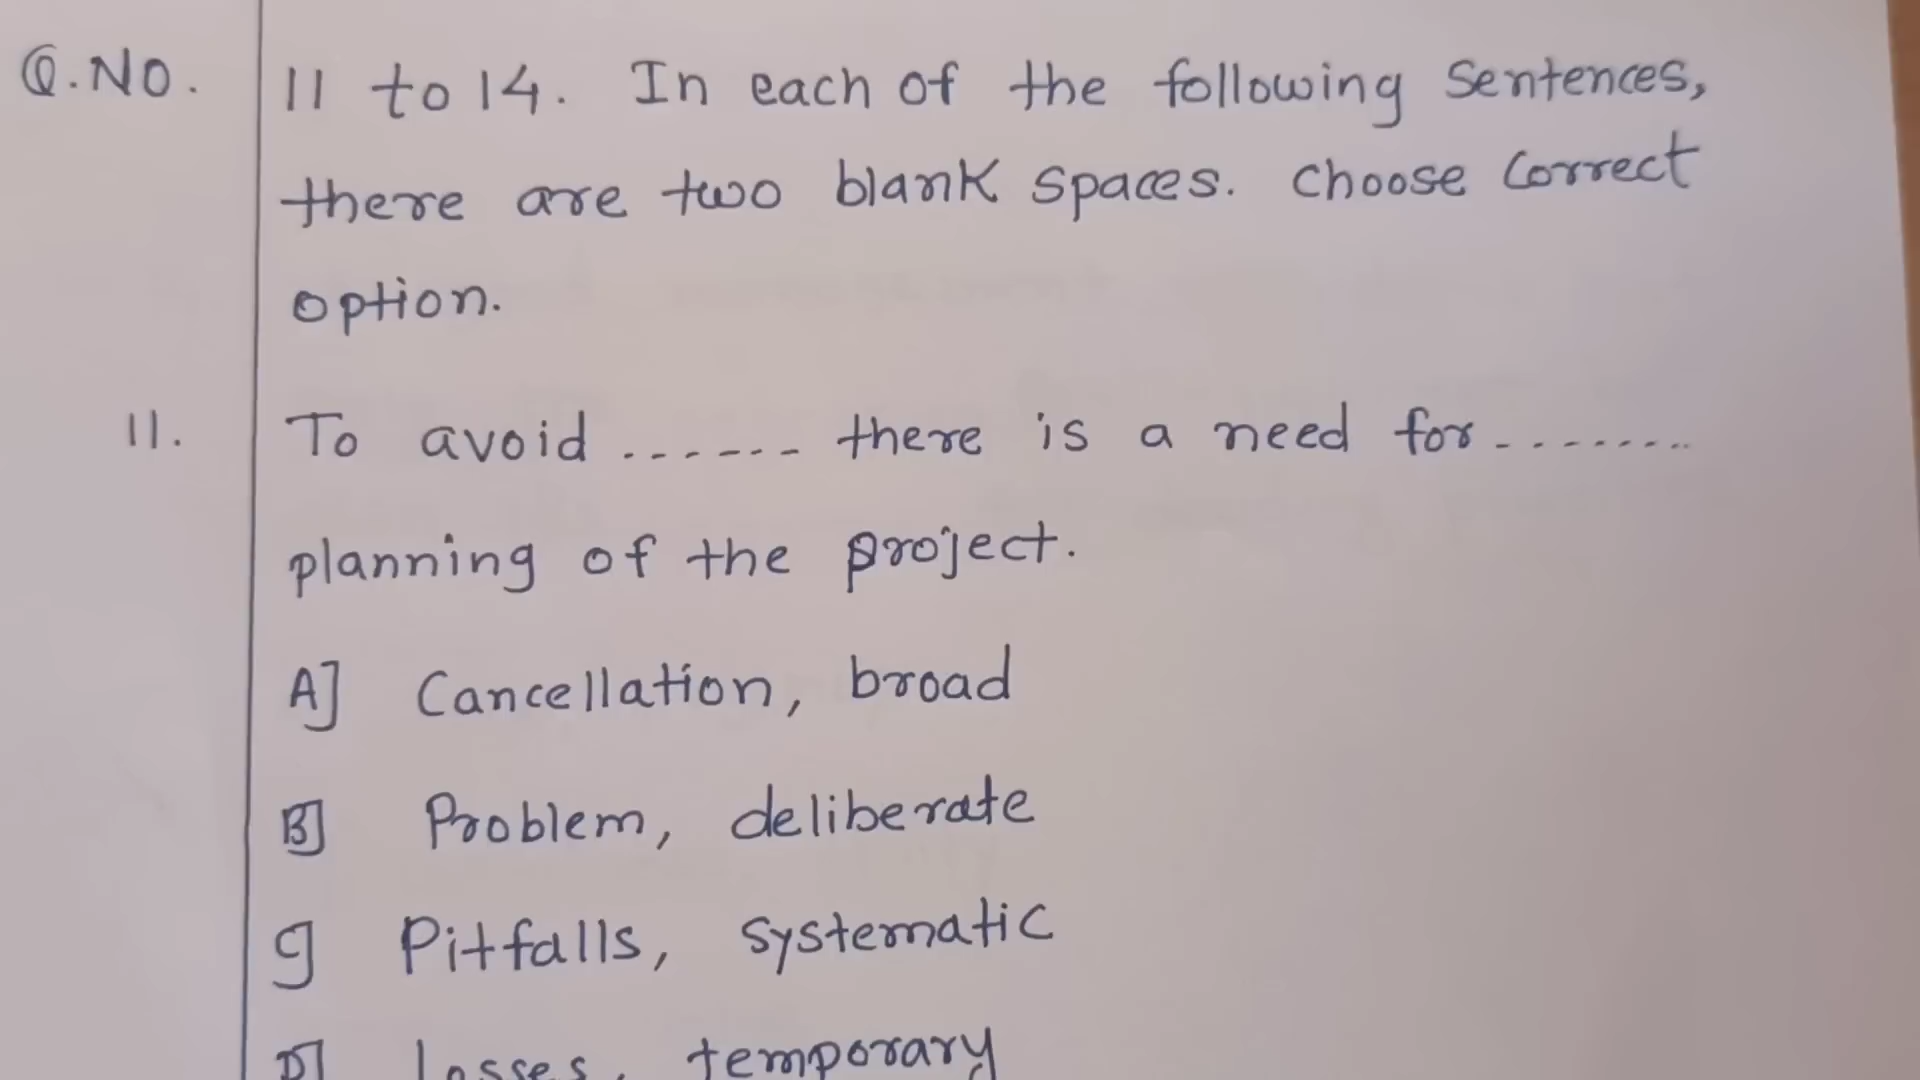 Q.NO. 11 to 14. In each of the following sentences,
there are two blank spaces. choose correct
option.
11. To avoid ------ there is a need for --------
planning of the project.
A] Cancellation, broad
B] Problem, deliberate
C] Pitfalls, systematic
D] losses, temporary